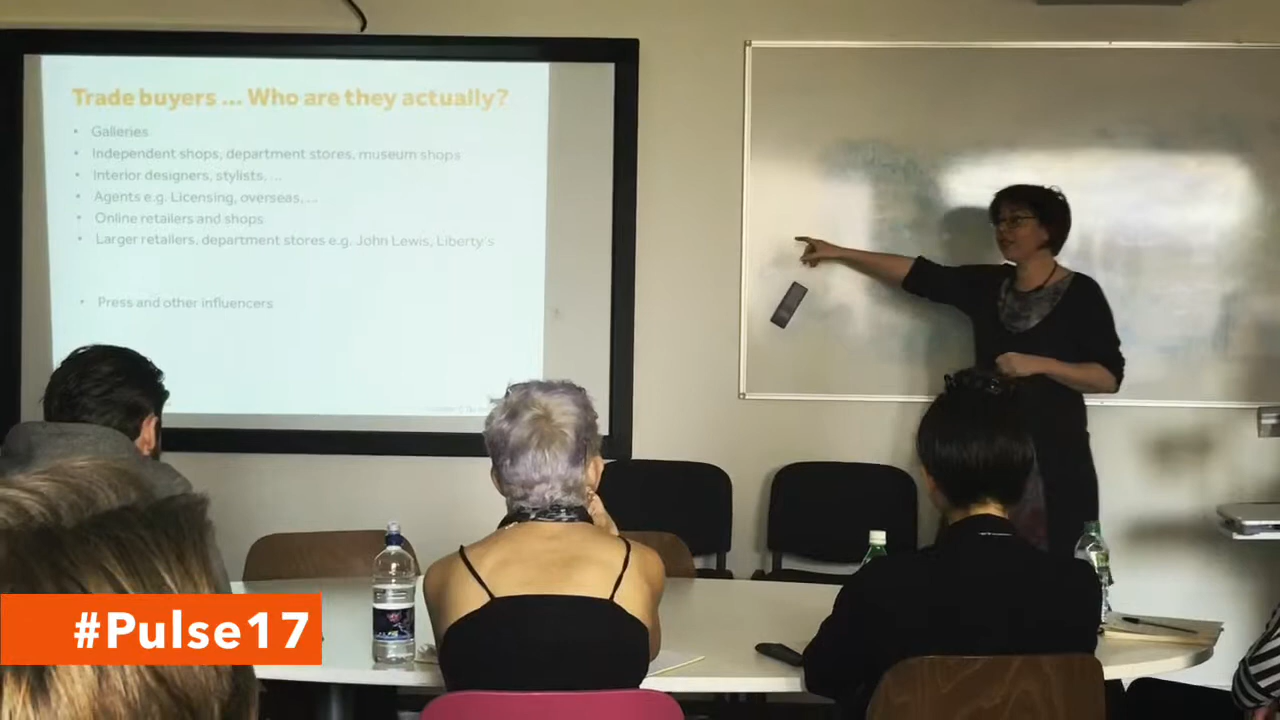 Trade buyers ... Who are they actually?
• Galleries
• Independent shops, department stores, museum shops
• Interior designers, stylists, ...
• Agents e.g. Licensing, overseas, ...
• Online retailers and shops
• Larger retailers, department stores e.g. John Lewis, Liberty's
• Press and other influencers
#Pulse17